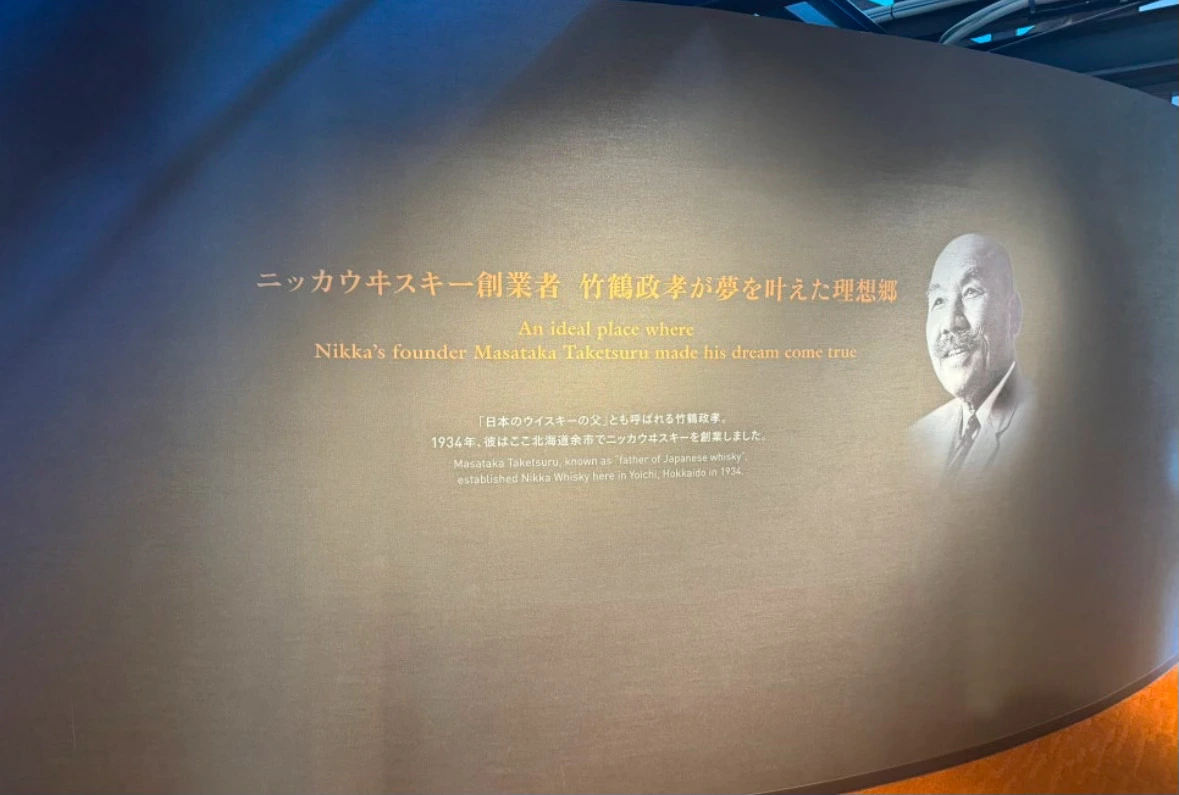 ニッカウヰスキー創業者 竹鶴政孝が夢を叶えた理想郷
An ideal place where
Nikka's founder Masataka Taketsuru made his dream come true
「日本のウイスキーの父」とも呼ばれる竹鶴政孝。
1934年、彼はここ北海道余市でニッカウヰスキーを創業しました。
Masataka Taketsuru, known as "father of Japanese whisky",
established Nikka Whisky here in Yoichi, Hokkaido in 1934.